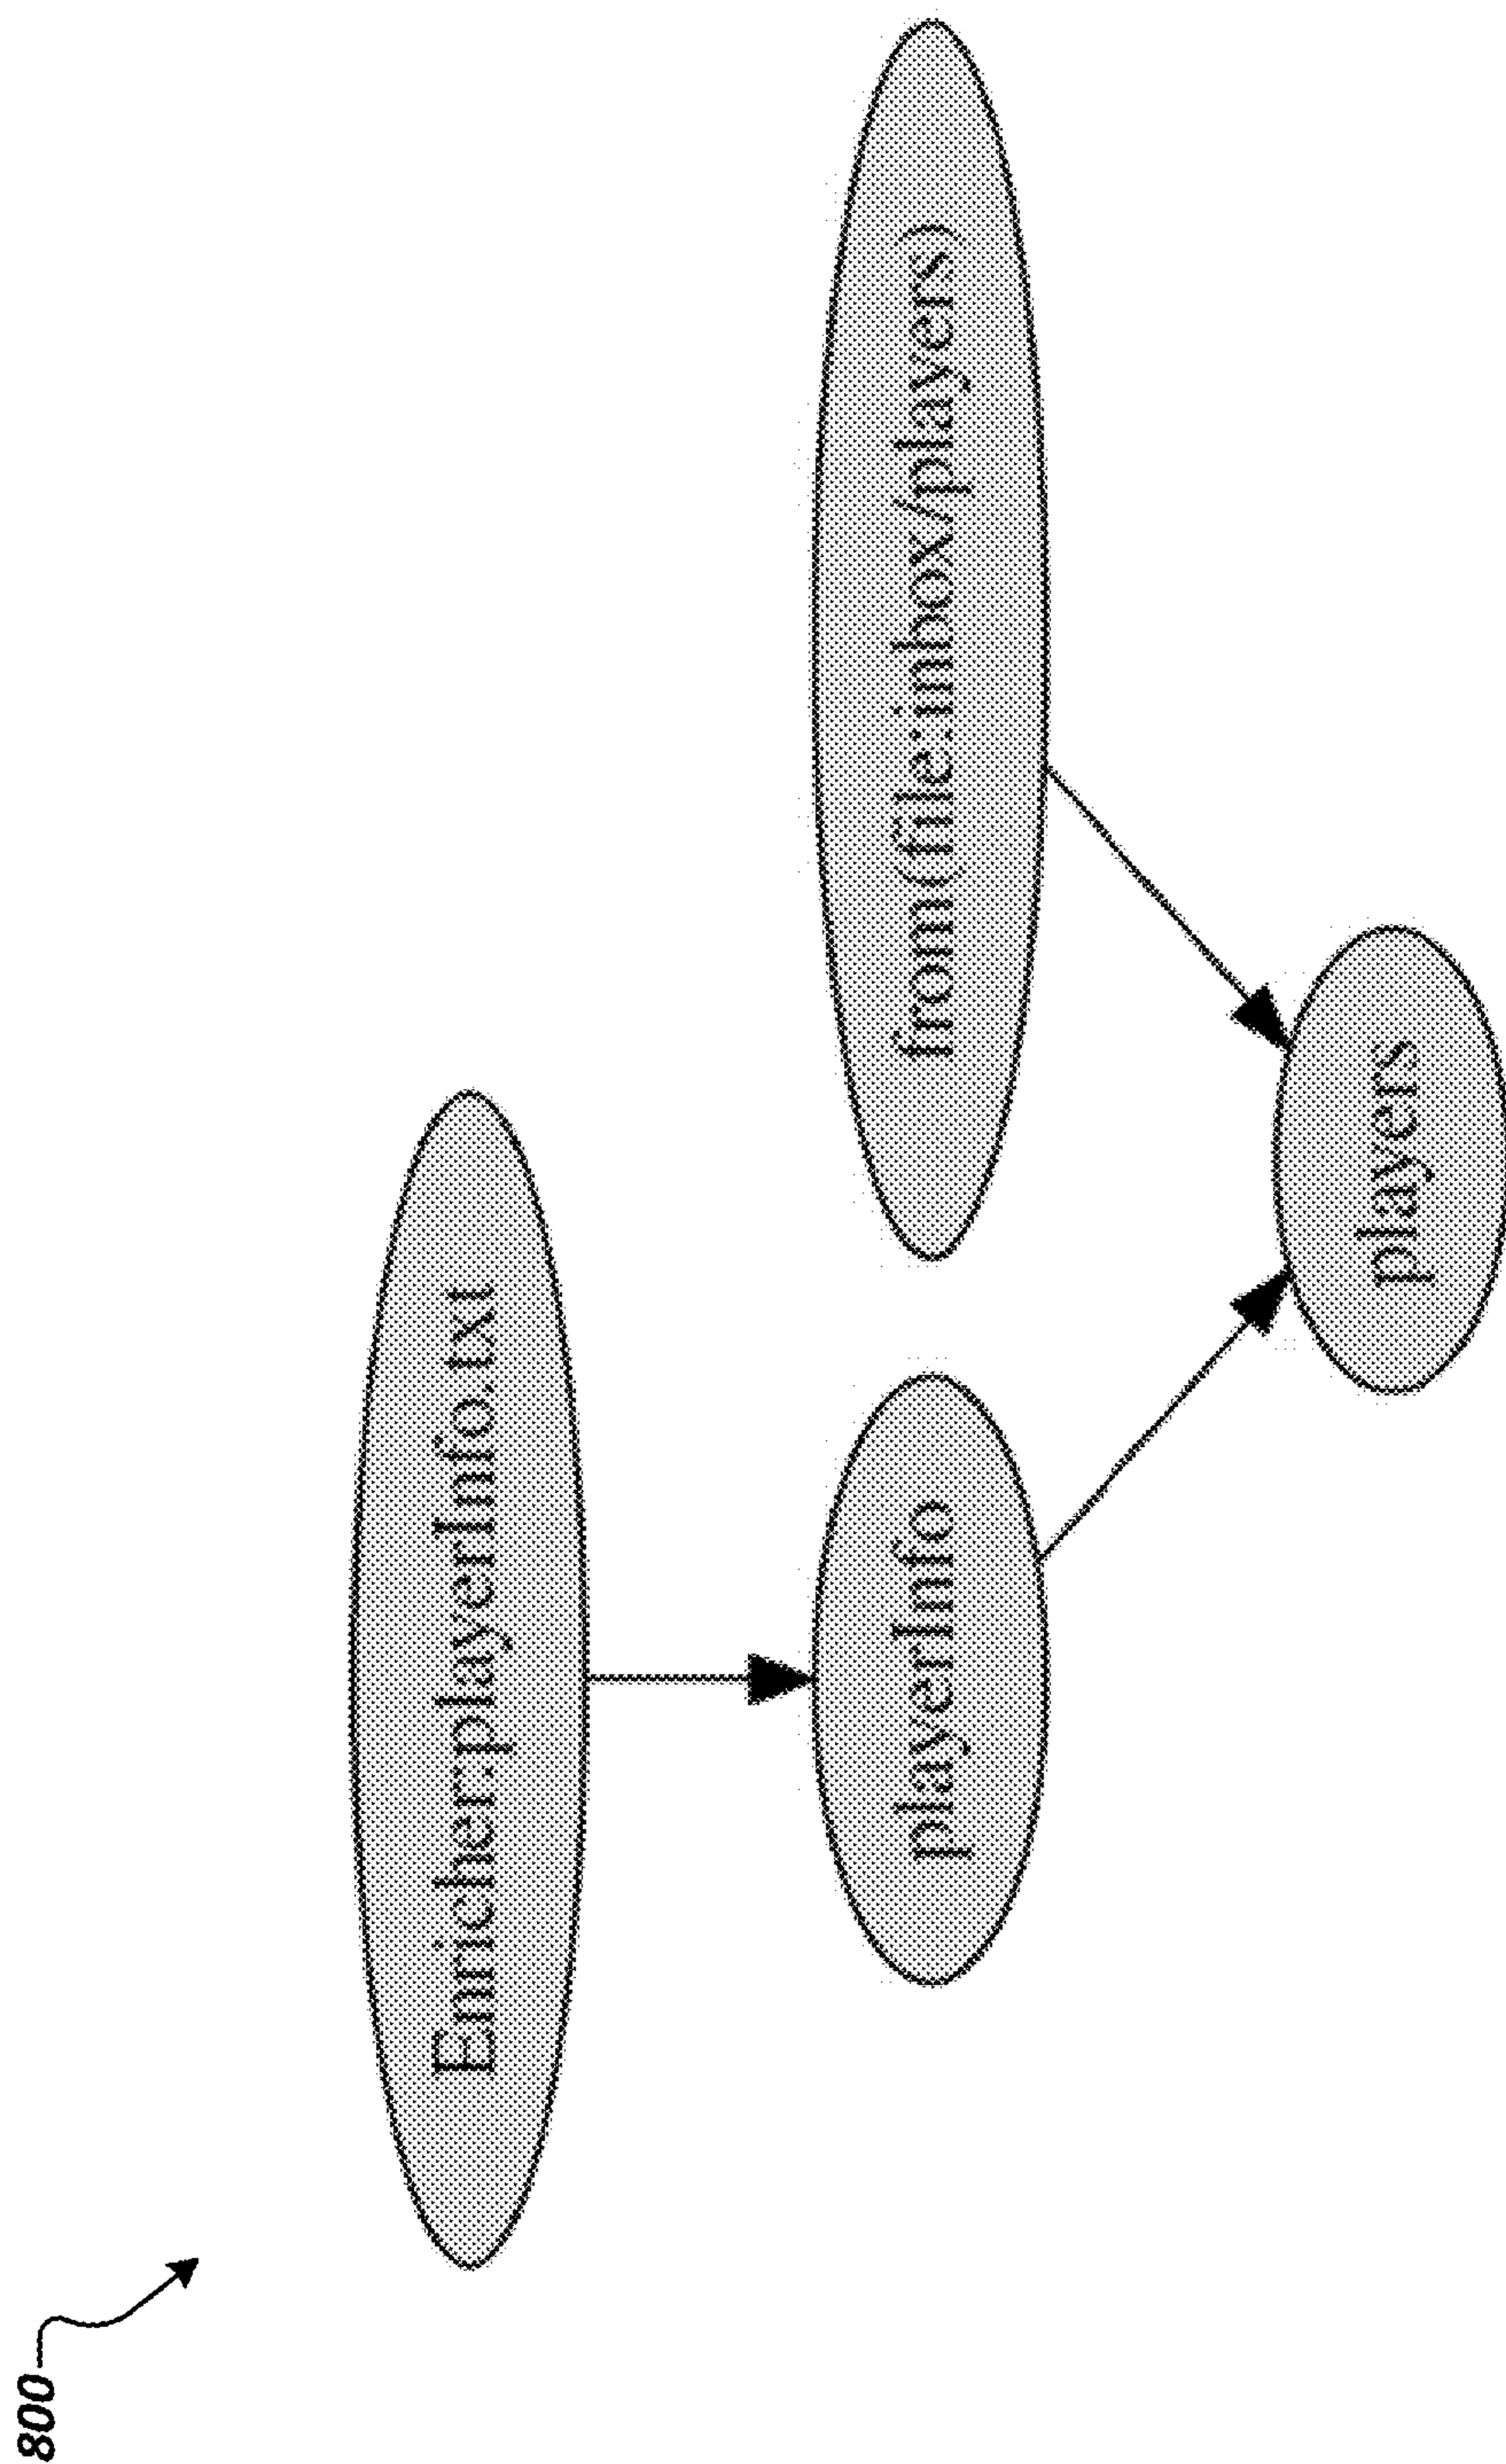 800
Enricher:playerInfo.txt
playerInfo
from(file:inbox/players)
players